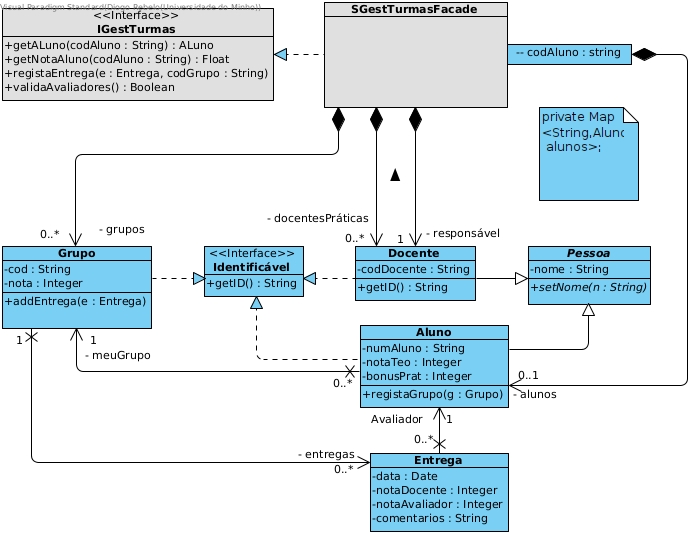 Visual Paradigm Standard(Diogo Rebelo(Universidade do Minho))
<<Interface>>
IGestTurmas
+getALuno(codAluno : String) : ALuno
+getNotaAluno(codAluno : String) : Float
+registaEntrega(e : Entrega, codGrupo : String)
+validaAvaliadores() : Boolean
SGestTurmasFacade
-- codAluno : string
private Map
<String,Alunc
alunos>;
- grupos
0..*
- docentesPráticas
0..*
1
- responsável
Grupo
-cod : String
-nota : Integer
+addEntrega(e : Entrega)
<<Interface>>
Identificável
+getID() : String
Docente
-codDocente : String
+getID() : String
Pessoa
-nome : String
+setNome(n : String)
1
1
- meuGrupo
0..*
Aluno
-numAluno : String
-notaTeo : Integer
-bonusPrat : Integer
+registaGrupo(g : Grupo)
0..1
- alunos
Avaliador
1
0..*
- entregas
0..*
Entrega
-data : Date
-notaDocente : Integer
-notaAvaliador : Integer
-comentarios : String